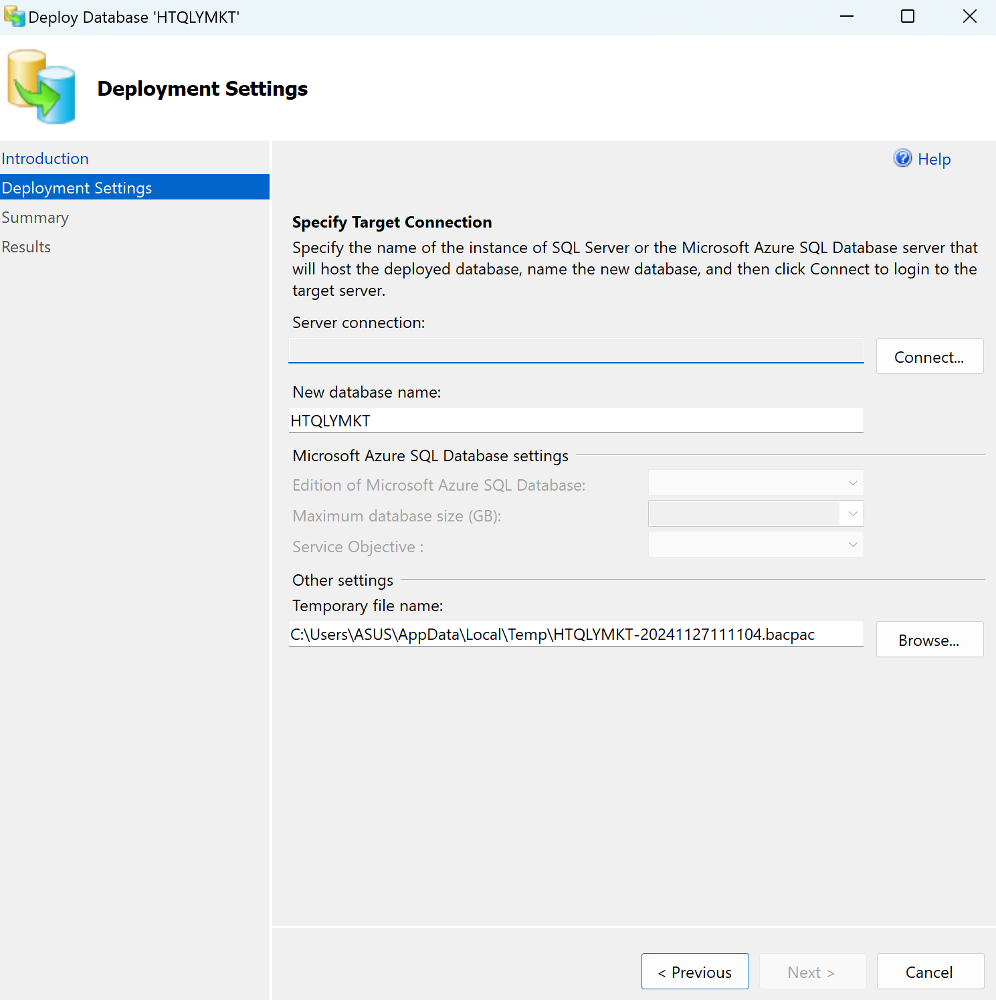 Deploy Database 'HTQLYMKT'
Deployment Settings
Introduction
Deployment Settings
Summary
Results
Help
Specify Target Connection
Specify the name of the instance of SQL Server or the Microsoft Azure SQL Database server that
will host the deployed database, name the new database, and then click Connect to login to the
target server.
Server connection:
Connect...
New database name:
HTQLYMKT
Microsoft Azure SQL Database settings
Edition of Microsoft Azure SQL Database:
Maximum database size (GB):
Service Objective :
Other settings
Temporary file name:
C:\Users\ASUS\AppData\Local\Temp\HTQLYMKT-20241127111104.bacpac
Browse...
< Previous
Next >
Cancel